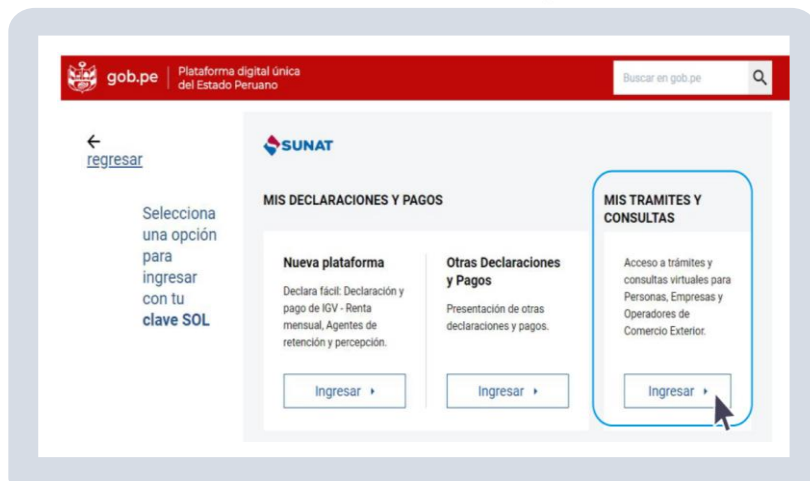 gob.pe
Plataforma digital única
del Estado Peruano
Buscar en gob.pe
regresar
Selecciona
una opción
para
ingresar
con tu
clave SOL
SUNAT
MIS DECLARACIONES Y PAGOS
Nueva plataforma
Declara fácil: Declaración y
pago de IGV - Renta
mensual, Agentes de
retención y percepción.
Ingresar
Otras Declaraciones
y Pagos
Presentación de otras
declaraciones y pagos.
Ingresar
MIS TRAMITES Y
CONSULTAS
Acceso a trámites y
consultas virtuales para
Personas, Empresas y
Operadores de
Comercio Exterior.
Ingresar